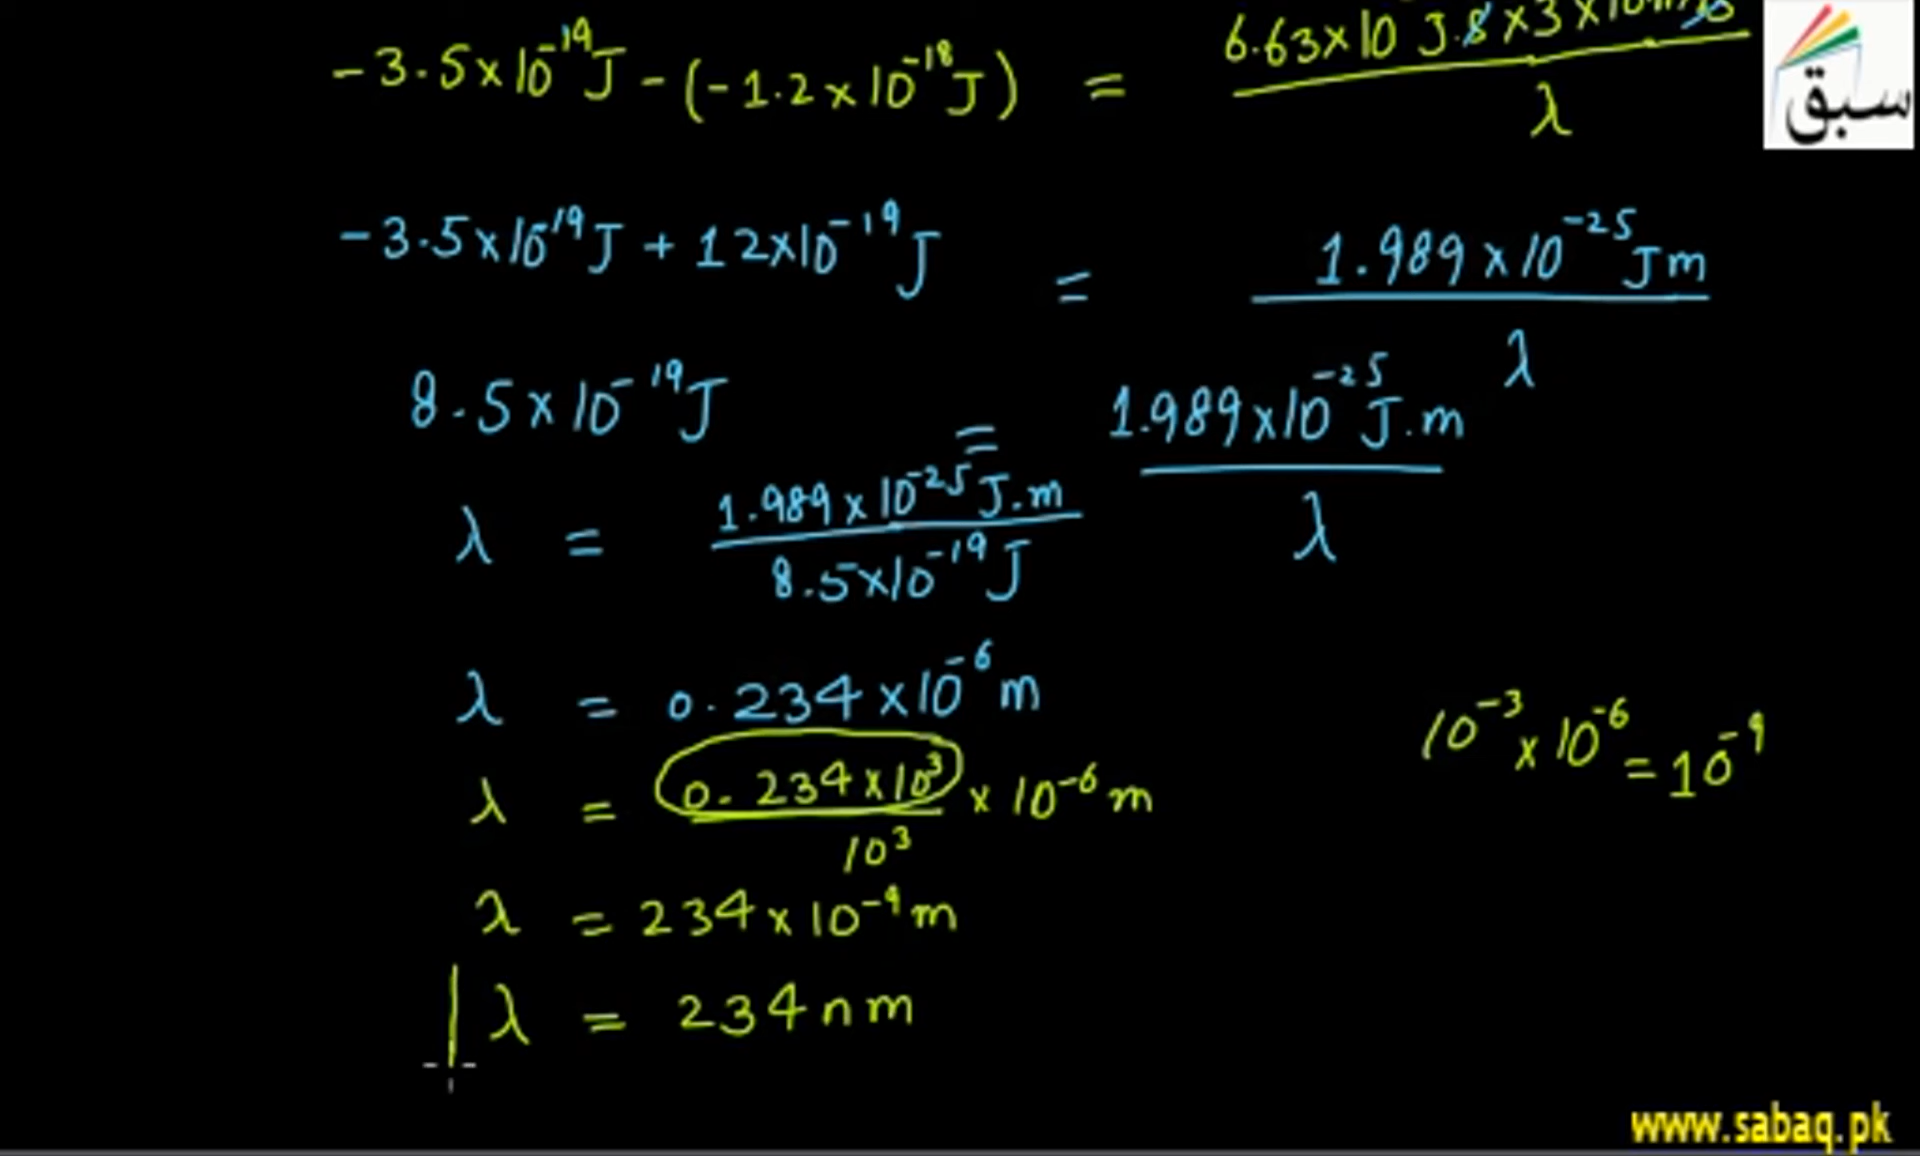 -3.5×10⁻¹⁹J - (-1.2×10⁻¹⁸J) = 6.63×10 J.s×3×10 / λ
سبق
-3.5×10⁻¹⁹J + 12×10⁻¹⁹J = 1.989×10⁻²⁵Jm / λ
8.5×10⁻¹⁹J = 1.989×10⁻²⁵J.m / λ
λ = 1.989×10⁻²⁵J.m / 8.5×10⁻¹⁹J
λ = 0.234×10⁻⁶m
λ = 0.234×10³ / 10³ × 10⁻⁶m
10⁻³×10⁻⁶=10⁻⁹
λ = 234×10⁻⁹m
λ = 234nm
www.sabaq.pk